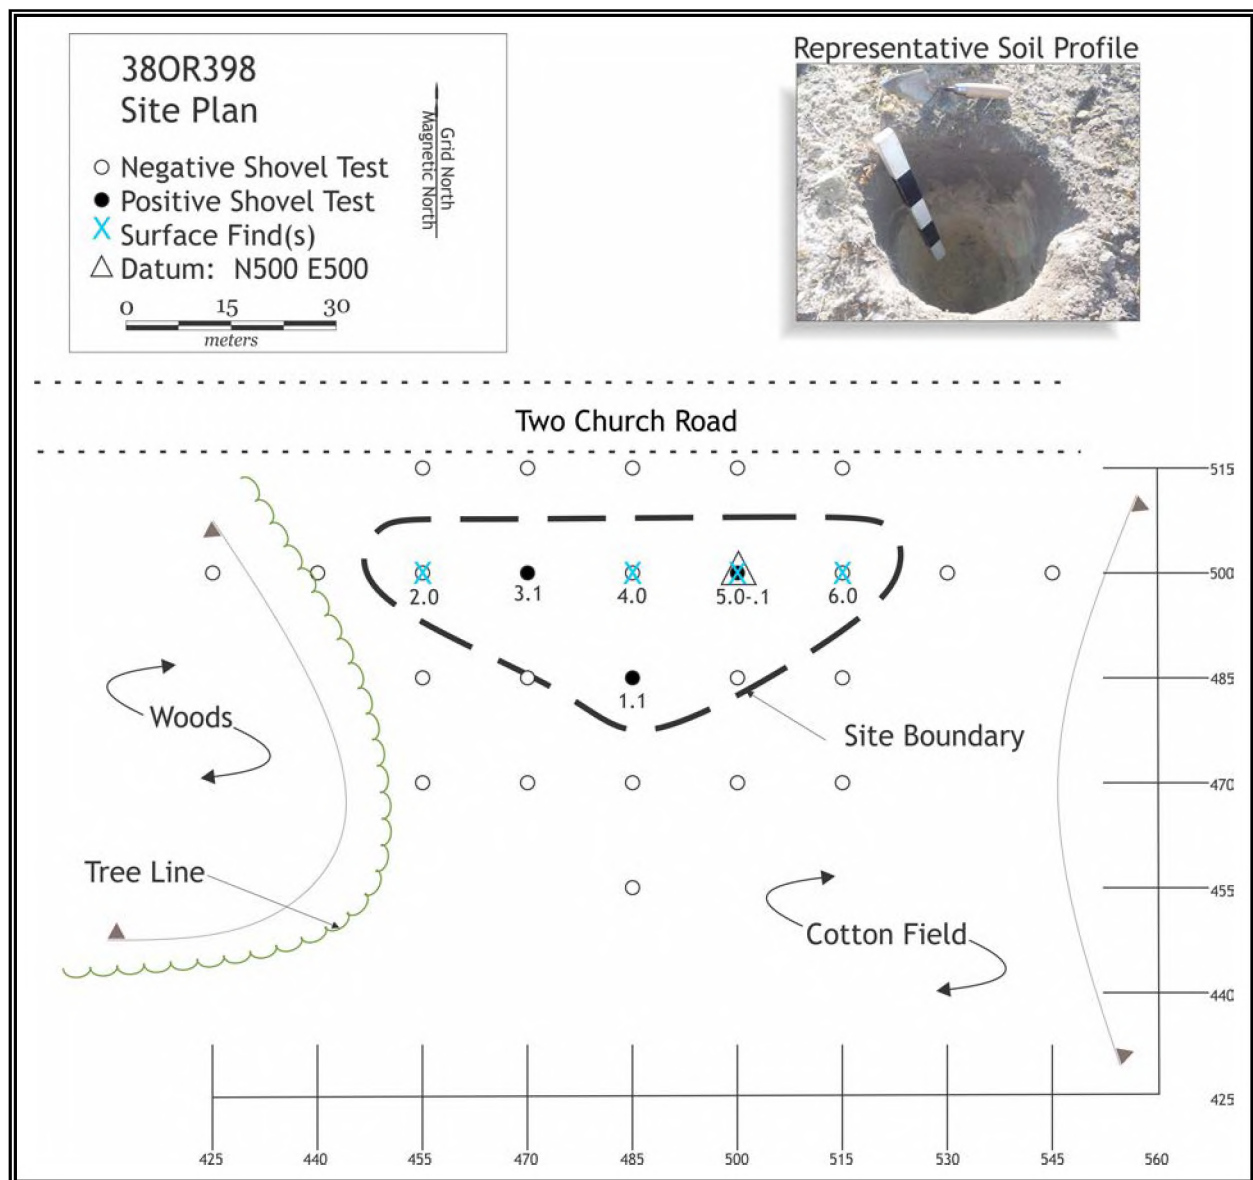 38OR398
Site Plan
Grid North
Magnetic North
Negative Shovel Test
Positive Shovel Test
Surface Find(s)
Datum: N500 E500
0 15 30
meters
Representative Soil Profile
Two Church Road
515
500
2.0 3.1 4.0 5.0-.1 6.0
485
1.1
Woods
Site Boundary
470
Tree Line
455
Cotton Field
440
425
425 440 455 470 485 500 515 530 545 560